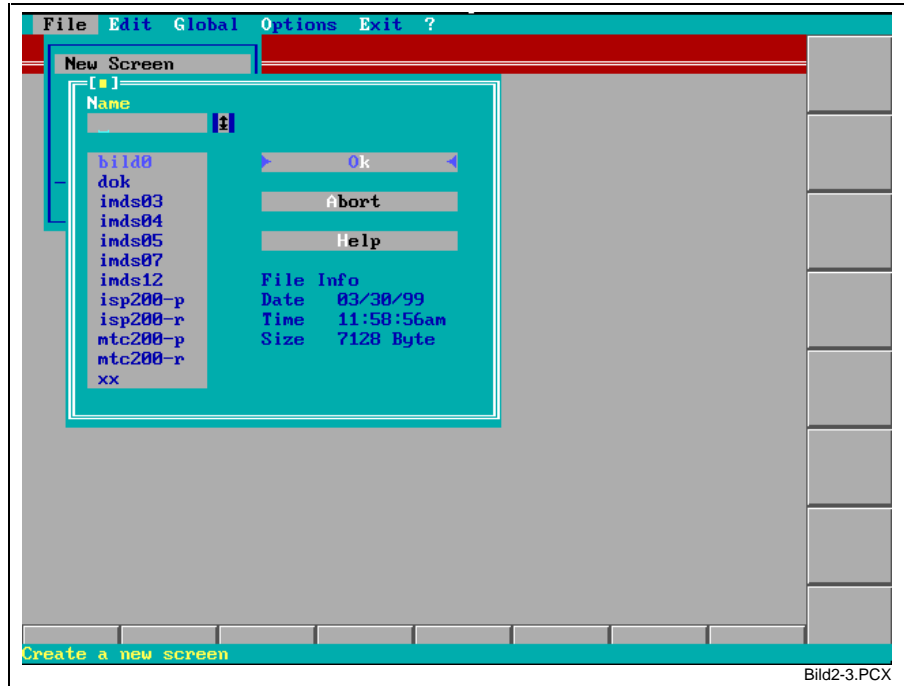 File Edit Global Options Exit ?
New Screen
Name
bild0
dok
imds03
imds04
imds05
imds07
imds12
isp200-p
isp200-r
mtc200-p
mtc200-r
xx
Ok
Abort
Help
File Info
Date 03/30/99
Time 11:58:56am
Size 7128 Byte
Create a new screen
Bild2-3.PCX